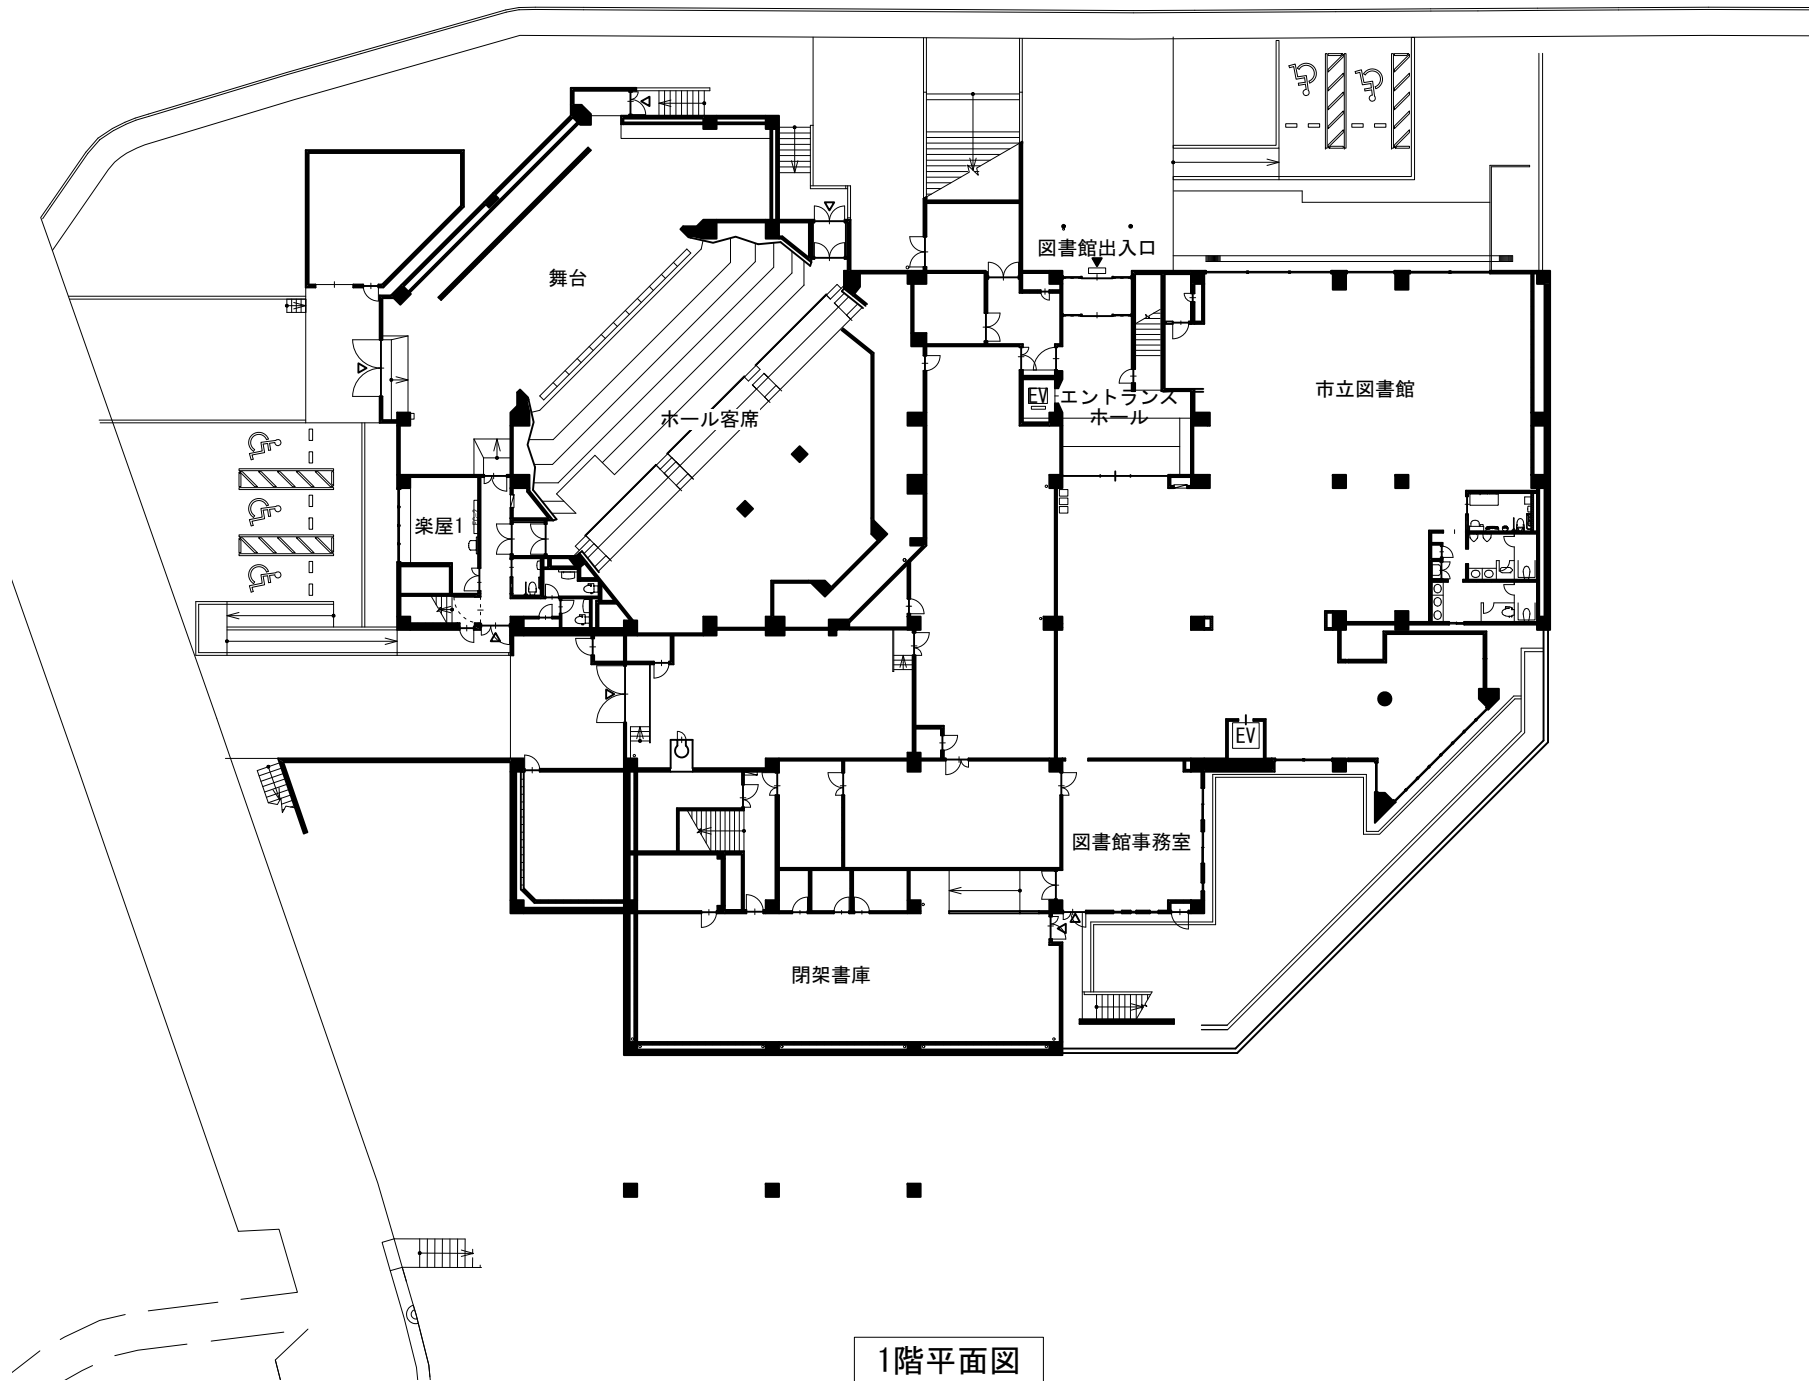 図書館出入口
舞台
市立図書館
EV
エントランス
ホール
ホール客席
楽屋1
EV
図書館事務室
閉架書庫
1階平面図